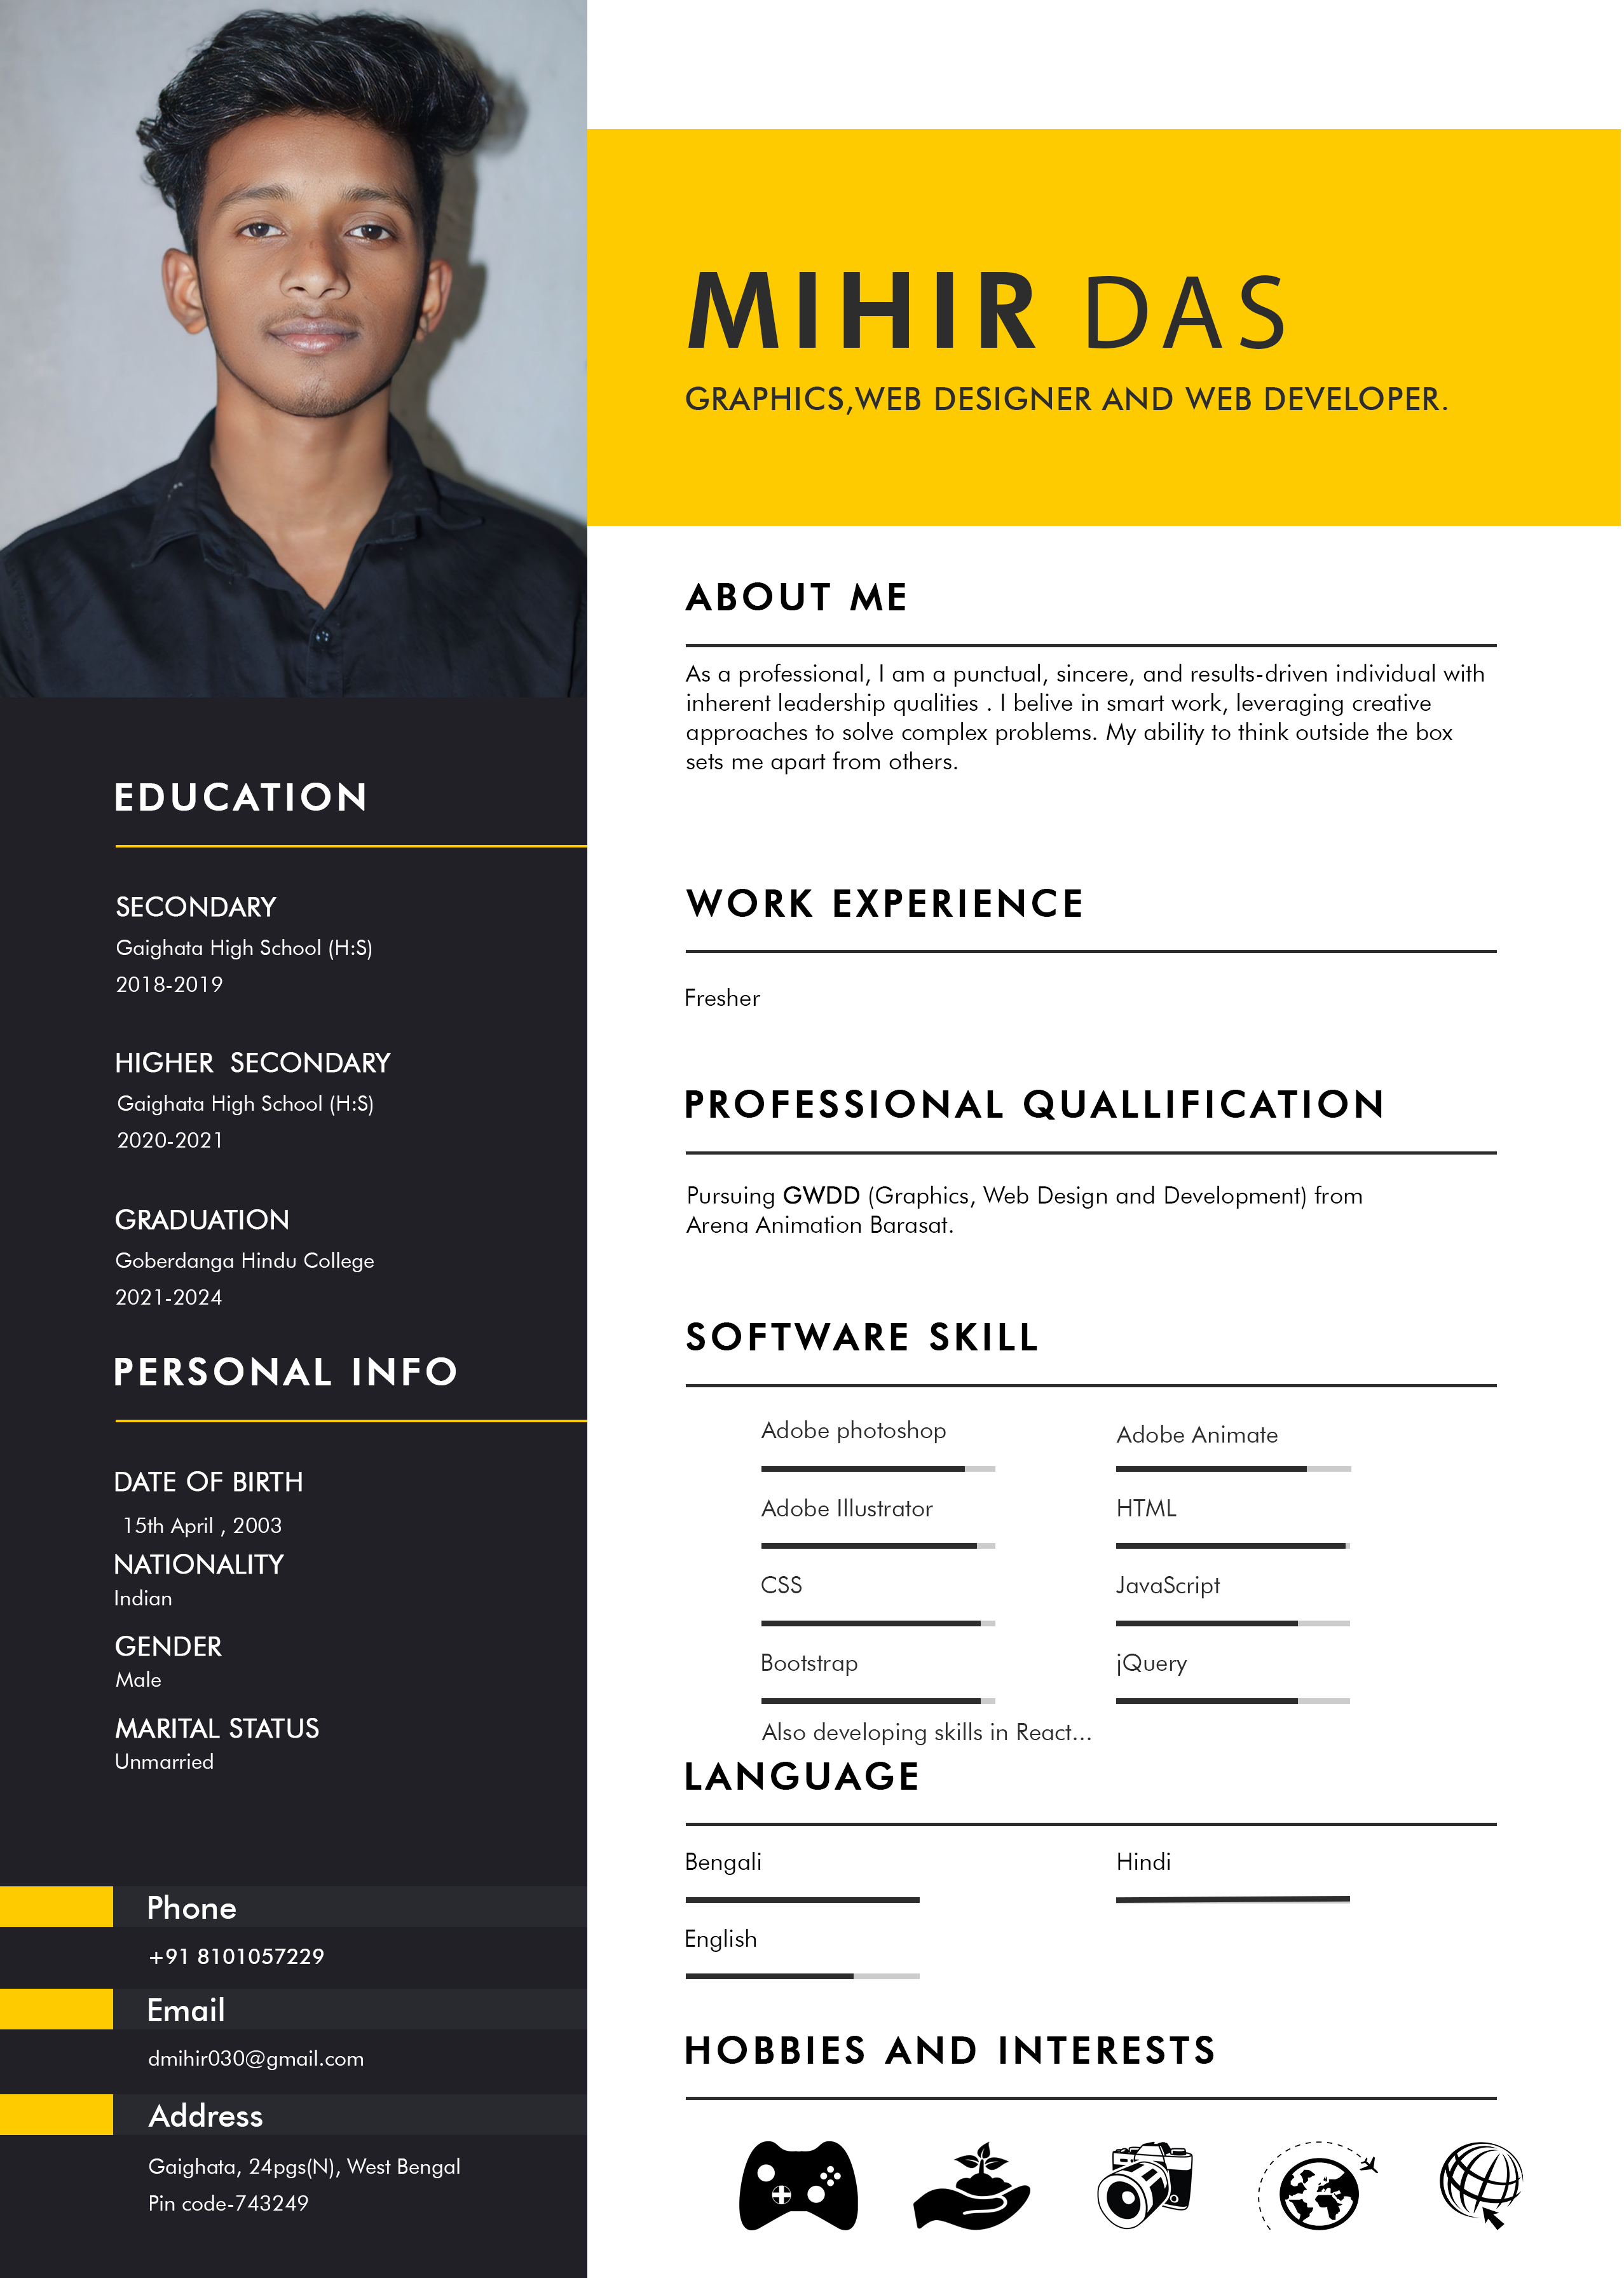 MIHIR DAS
GRAPHICS,WEB DESIGNER AND WEB DEVELOPER.
EDUCATION
SECONDARY
Gaighata High School (H:S)
2018-2019
HIGHER SECONDARY
Gaighata High School (H:S)
2020-2021
GRADUATION
Goberdanga Hindu College
2021-2024
PERSONAL INFO
DATE OF BIRTH
15th April , 2003
NATIONALITY
Indian
GENDER
Male
MARITAL STATUS
Unmarried
Phone
+91 8101057229
Email
dmihir030@gmail.com
Address
Gaighata, 24pgs(N), West Bengal
Pin code-743249
ABOUT ME
As a professional, I am a punctual, sincere, and results-driven individual with
inherent leadership qualities . I belive in smart work, leveraging creative
approaches to solve complex problems. My ability to think outside the box
sets me apart from others.
WORK EXPERIENCE
Fresher
PROFESSIONAL QUALLIFICATION
Pursuing GWDD (Graphics, Web Design and Development) from
Arena Animation Barasat.
SOFTWARE SKILL
Adobe photoshop
Adobe Animate
Adobe Illustrator
HTML
CSS
JavaScript
Bootstrap
jQuery
Also developing skills in React...
LANGUAGE
Bengali
Hindi
English
HOBBIES AND INTERESTS